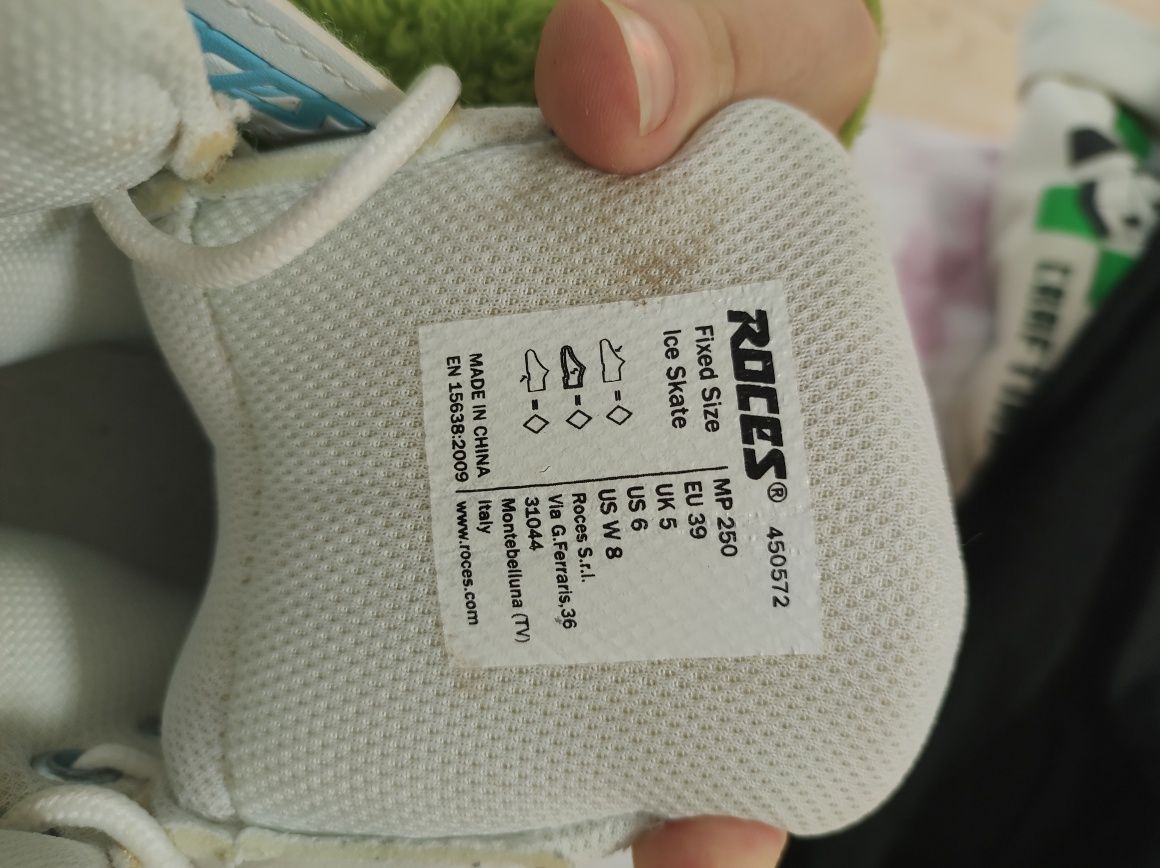 ROCES® 450572
Fixed Size
Ice Skate
= ◇
= ◇
= ◇
MADE IN CHINA
EN 15638:2009
MP 250
EU 39
UK 5
US 6
US W 8
Roces S.r.l.
Via G.Ferraris,36
31044
Montebelluna (TV)
Italy
www.roces.com